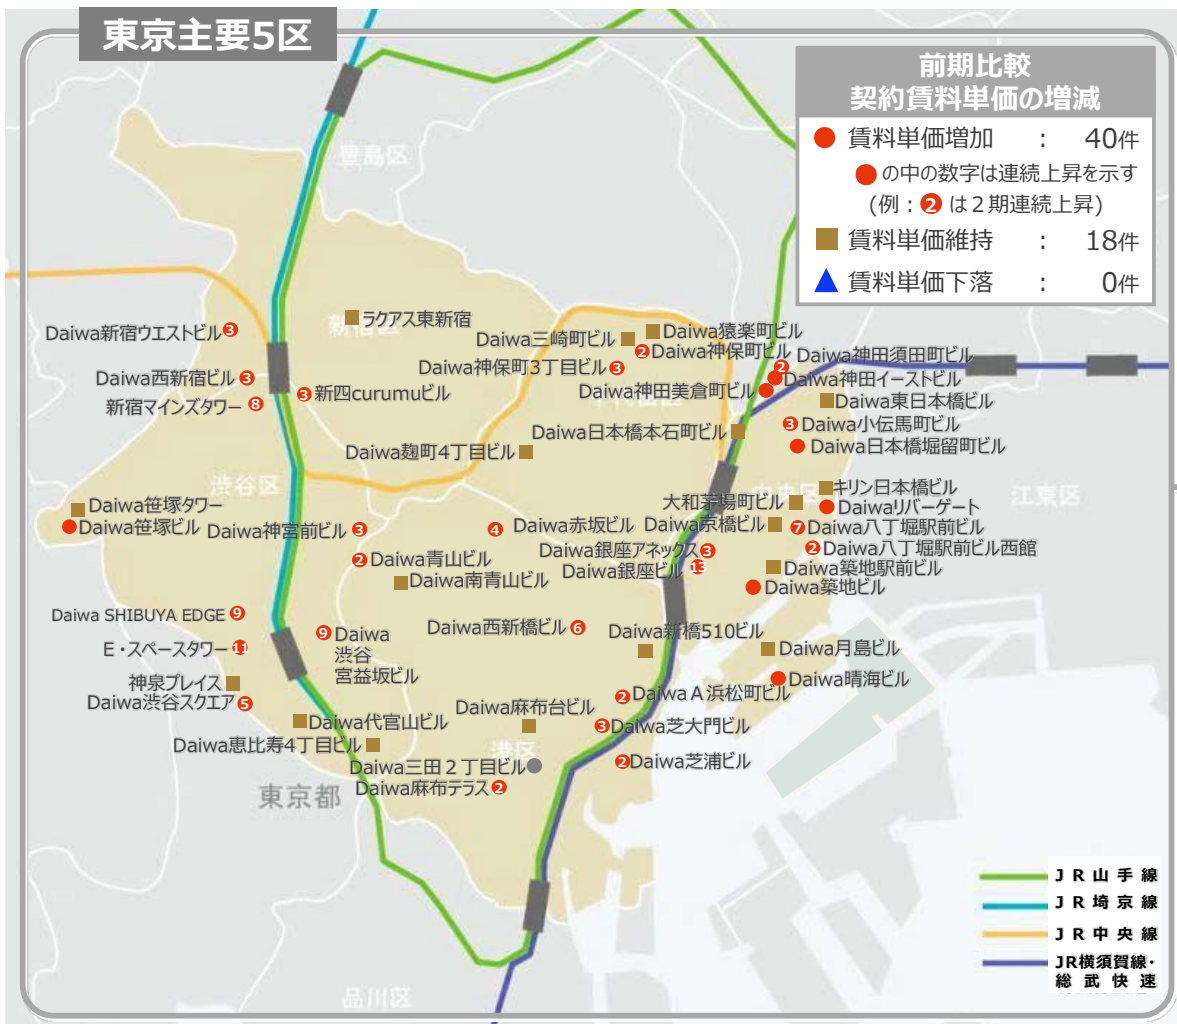 東京主要5区
前期比較
契約賃料単価の増減
賃料単価増加 : 40件
の中の数字は連続上昇を示す
(例:2は2期連続上昇)
賃料単価維持 : 18件
賃料単価下落 : 0件
豊島区
新宿区
ラクアス東新宿
Daiwa新宿ウエストビル3
Daiwa三崎町ビル
Daiwa猿楽町ビル
2Daiwa神保町ビル
2Daiwa神田須田町ビル
Daiwa神保町3丁目ビル3
Daiwa西新宿ビル3
Daiwa神田イーストビル
3新四curumuビル
Daiwa神田美倉町ビル
千代田区
新宿マインズタワー8
Daiwa東日本橋ビル
3Daiwa小伝馬町ビル
Daiwa日本橋本石町ビル
Daiwa日本橋堀留町ビル
Daiwa麹町4丁目ビル
渋谷区
中央区
江東区
キリン日本橋ビル
大和茅場町ビル
Daiwaリバーゲート
Daiwa笹塚タワー
Daiwa笹塚ビル
Daiwa神宮前ビル3
4Daiwa赤坂ビル
Daiwa京橋ビル
7Daiwa八丁堀駅前ビル
Daiwa銀座アネックス3
2Daiwa八丁堀駅前ビル西館
2Daiwa青山ビル
Daiwa銀座ビル13
Daiwa築地駅前ビル
Daiwa南青山ビル
Daiwa築地ビル
Daiwa SHIBUYA EDGE9
Daiwa西新橋ビル6
Daiwa新橋510ビル
9Daiwa
渋谷
宮益坂ビル
E・スペースタワー11
Daiwa月島ビル
神泉プレイス
Daiwa晴海ビル
Daiwa渋谷スクエア5
2DaiwaA浜松町ビル
Daiwa麻布台ビル
Daiwa代官山ビル
3Daiwa芝大門ビル
Daiwa恵比寿4丁目ビル
港区
Daiwa三田2丁目ビル
2Daiwa芝浦ビル
Daiwa麻布テラス2
東京都
品川区
JR山手線
JR埼京線
JR中央線
JR横須賀線・
総武快速